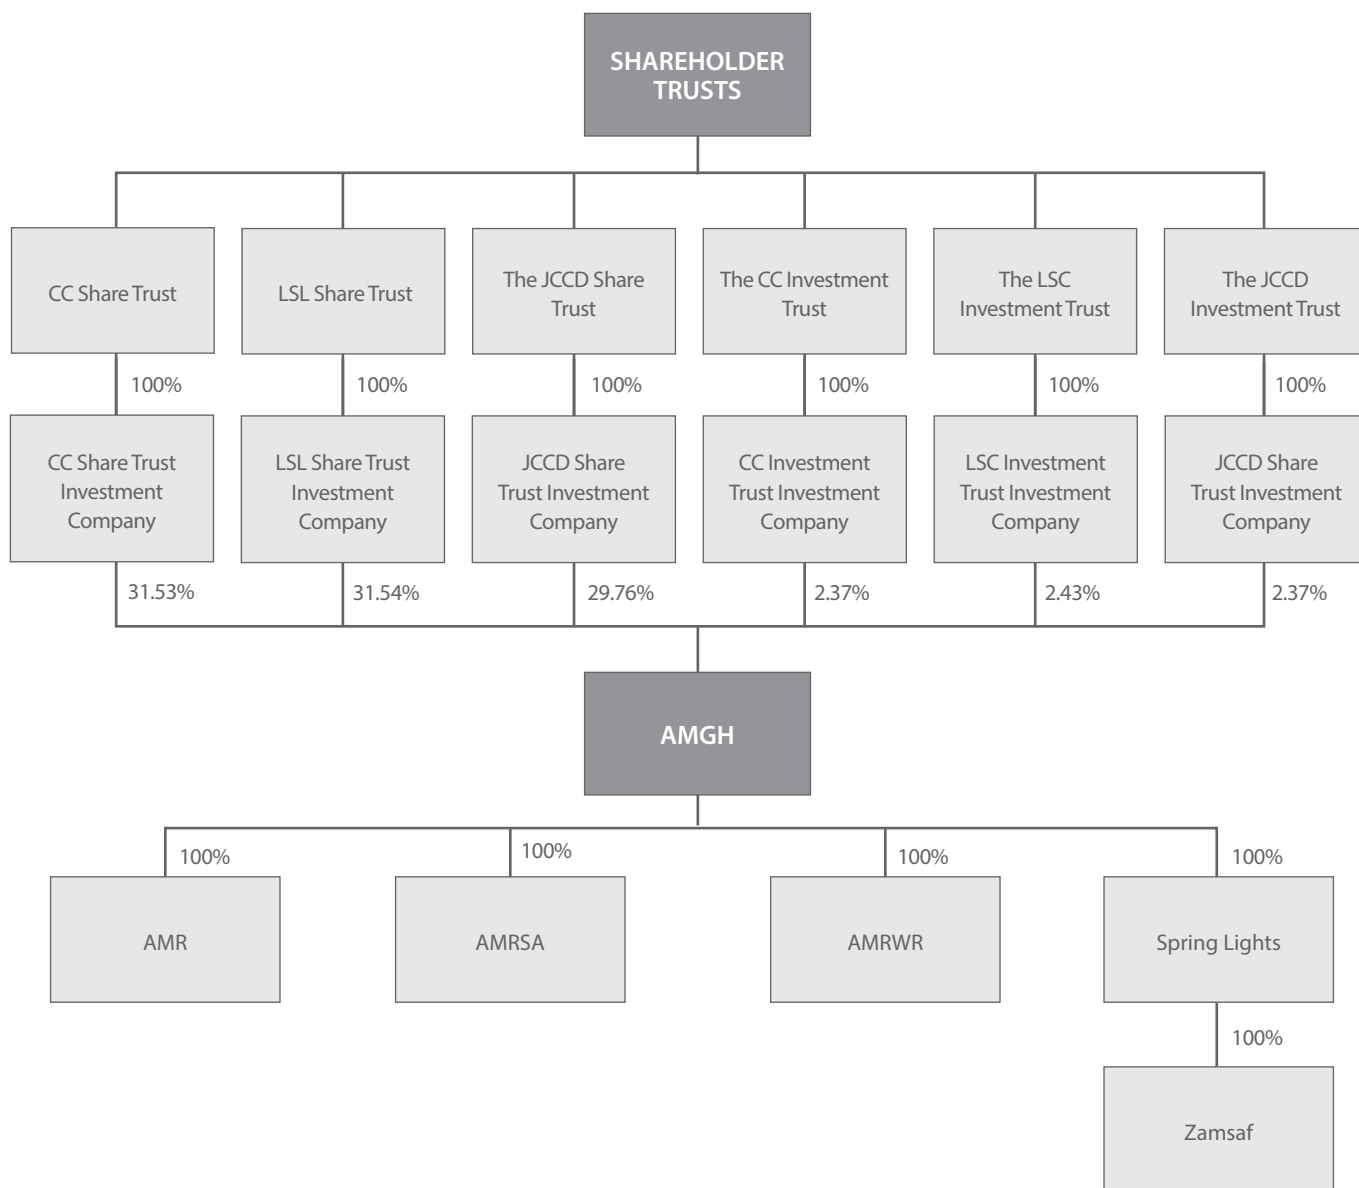 SHAREHOLDER
TRUSTS
CC Share Trust
LSL Share Trust
The JCCD Share
Trust
The CC Investment
Trust
The LSC
Investment Trust
The JCCD
Investment Trust
100%
100%
100%
100%
100%
100%
CC Share Trust
Investment
Company
LSL Share Trust
Investment
Company
JCCD Share
Trust Investment
Company
CC Investment
Trust Investment
Company
LSC Investment
Trust Investment
Company
JCCD Share
Trust Investment
Company
31.53%
31.54%
29.76%
2.37%
2.43%
2.37%
AMGH
100%
100%
100%
100%
AMR
AMRSA
AMRWR
Spring Lights
100%
Zamsaf